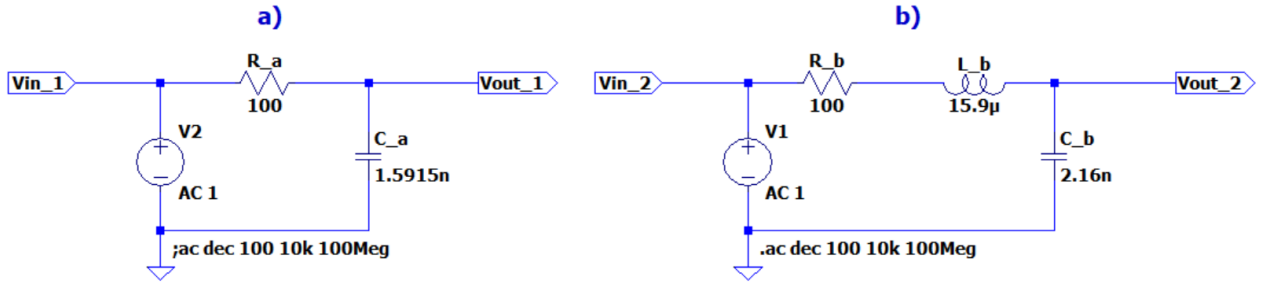 a)
b)
R_a
R_b
L_b
Vin_1
Vout_1
Vin_2
Vout_2
100
100
15.9µ
V2
C_a
V1
C_b
1.5915n
2.16n
AC 1
AC 1
;ac dec 100 10k 100Meg
.ac dec 100 10k 100Meg